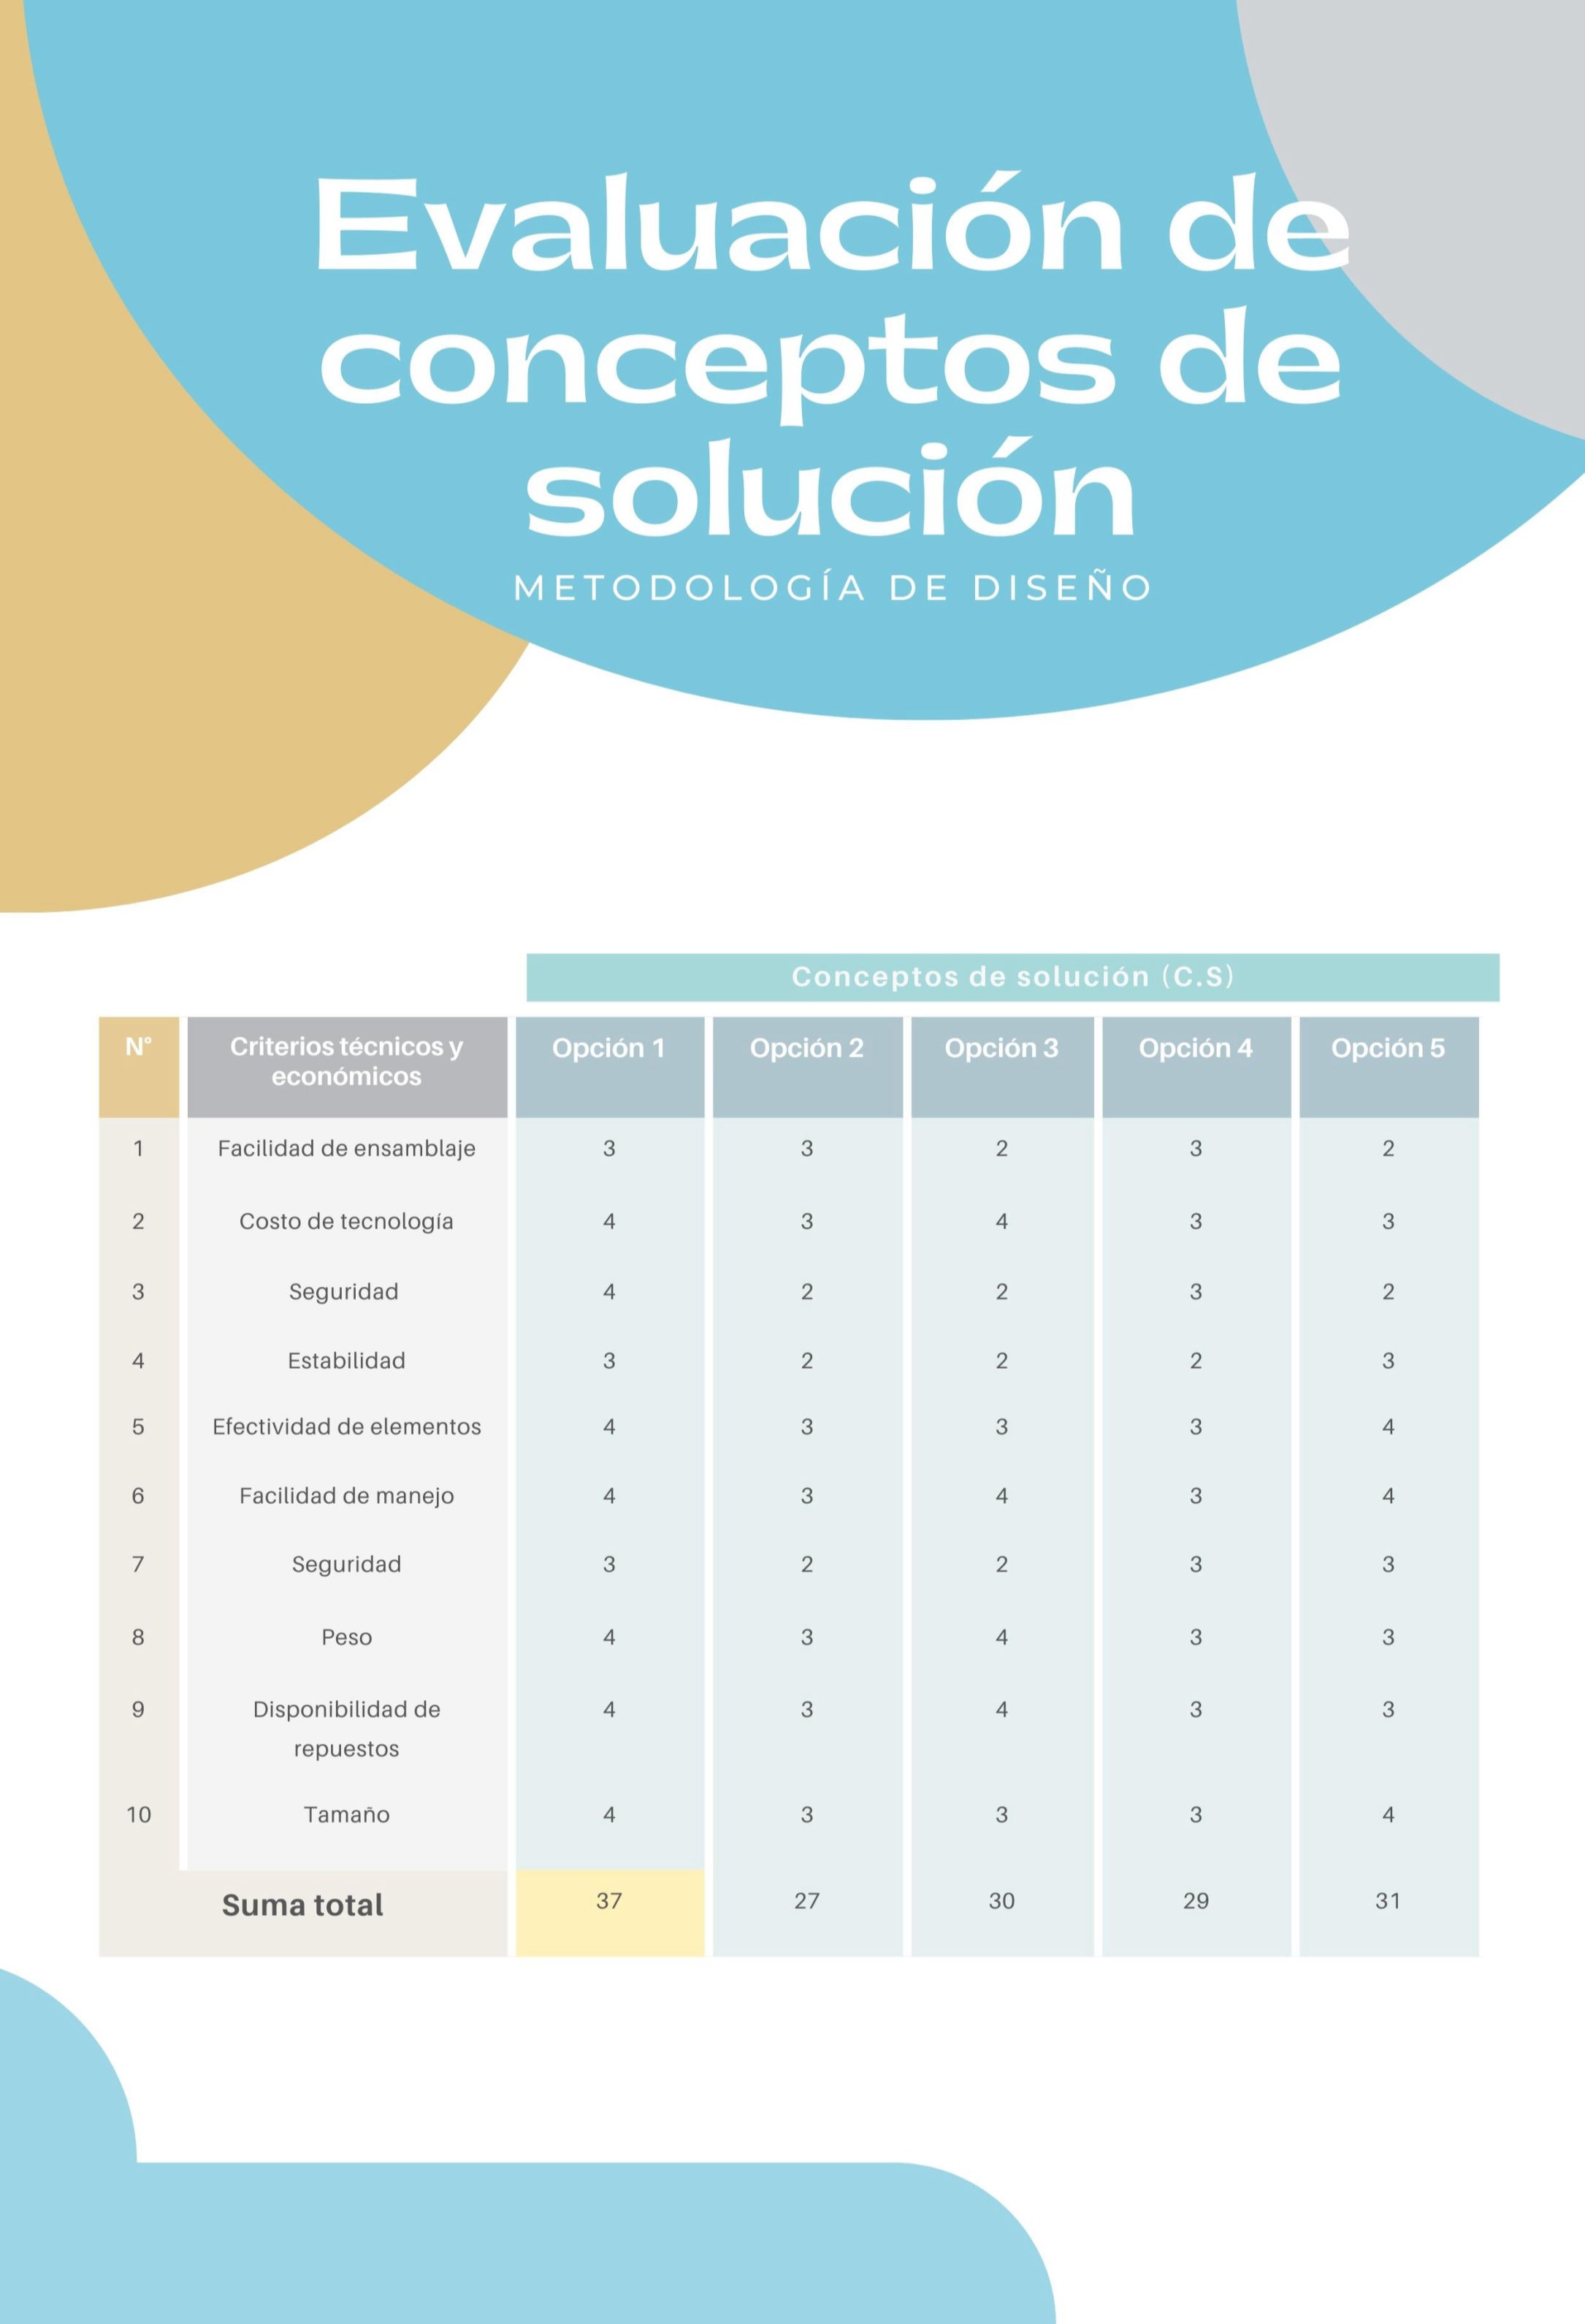 Evaluación de
conceptos de
solución
METODOLOGÍA DE DISEÑO
Conceptos de solución (C.S)
N° Criterios técnicos y económicos Opción 1 Opción 2 Opción 3 Opción 4 Opción 5
1 Facilidad de ensamblaje 3 3 2 3 2
2 Costo de tecnología 4 3 4 3 3
3 Seguridad 4 2 2 3 2
4 Estabilidad 3 2 2 2 3
5 Efectividad de elementos 4 3 3 3 4
6 Facilidad de manejo 4 3 4 3 4
7 Seguridad 3 2 2 3 3
8 Peso 4 3 4 3 3
9 Disponibilidad de repuestos 4 3 4 3 3
10 Tamaño 4 3 3 3 4
Suma total 37 27 30 29 31